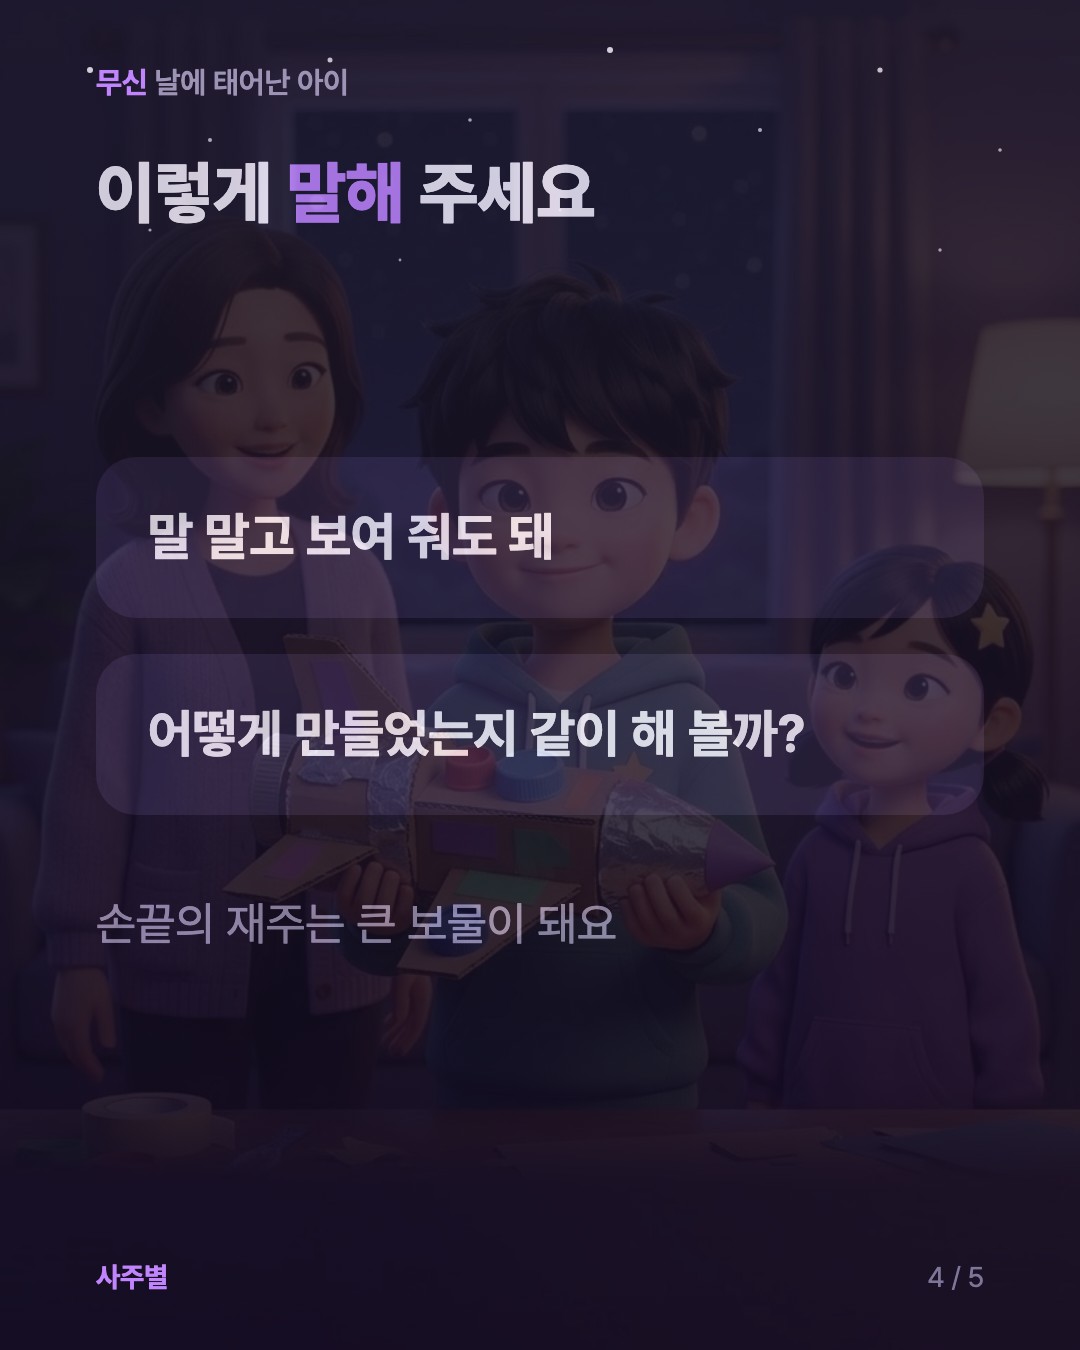 무신 날에 태어난 아이
이렇게 말해 주세요
말 말고 보여 줘도 돼
어떻게 만들었는지 같이 해 볼까?
손끝의 재주는 큰 보물이 돼요
사주별
4 / 5